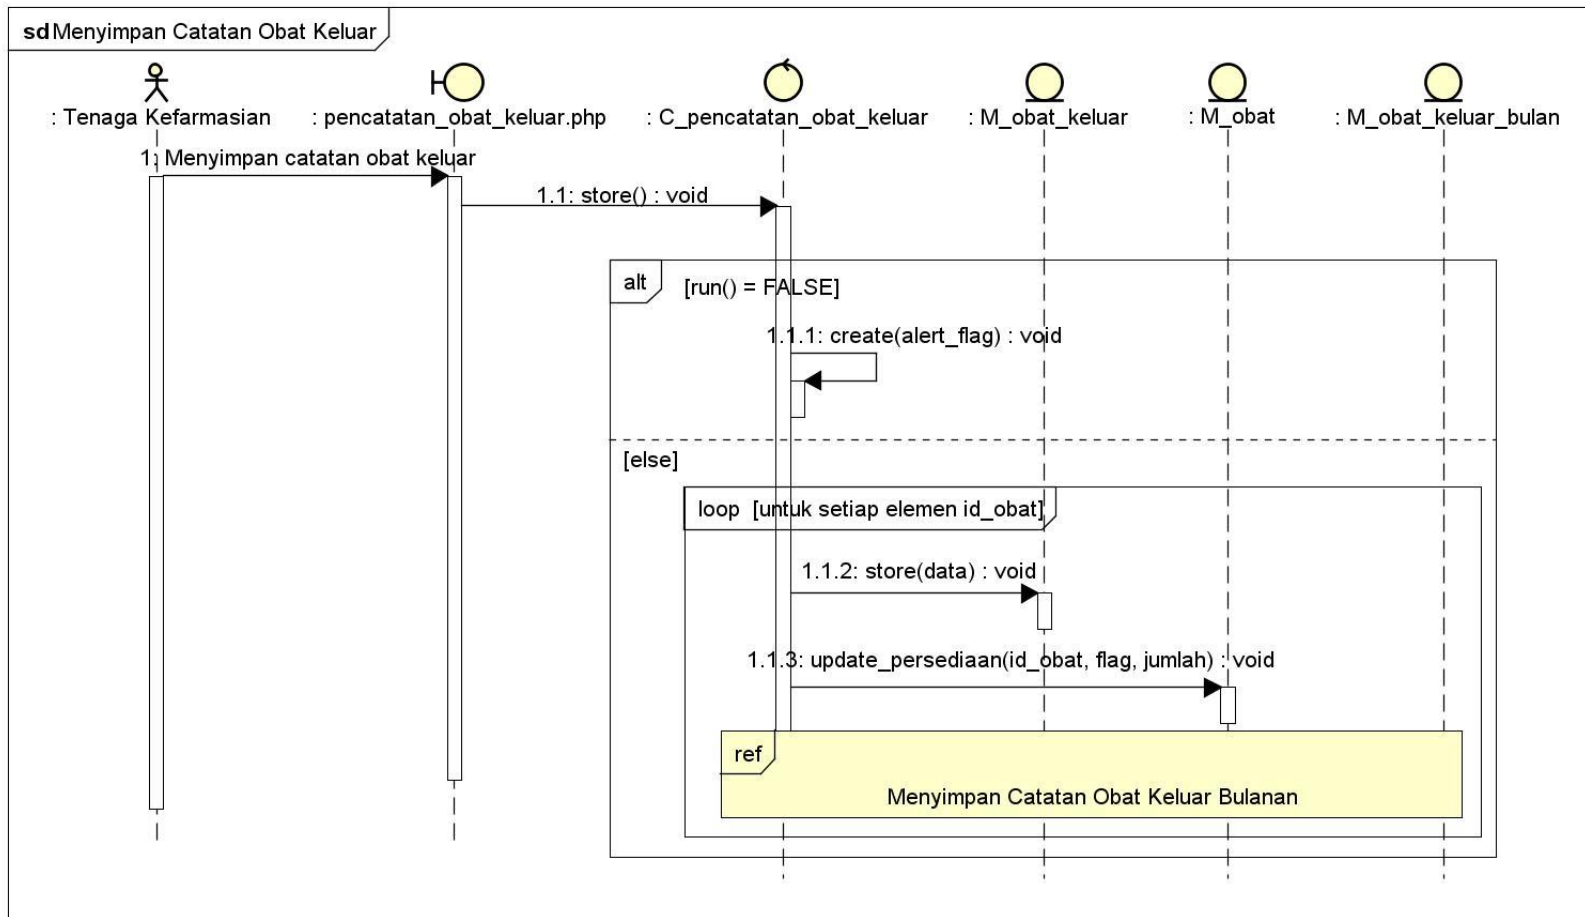 sd Menyimpan Catatan Obat Keluar
: Tenaga Kefarmasian
: pencatatan_obat_keluar.php
: C_pencatatan_obat_keluar
: M_obat_keluar
: M_obat
: M_obat_keluar_bulan
1: Menyimpan catatan obat keluar
1.1: store() : void
alt
[run() = FALSE]
1.1.1: create(alert_flag) : void
[else]
loop [untuk setiap elemen id_obat]
1.1.2: store(data) : void
1.1.3: update_persediaan(id_obat, flag, jumlah) : void
ref
Menyimpan Catatan Obat Keluar Bulanan